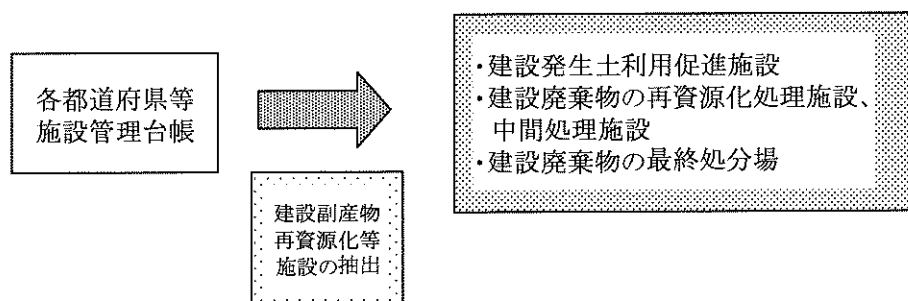 各都道府県等
施設管理台帳
建設副産物
再資源化等
施設の抽出
・建設発生土利用促進施設
・建設廃棄物の再資源化処理施設、
中間処理施設
・建設廃棄物の最終処分場